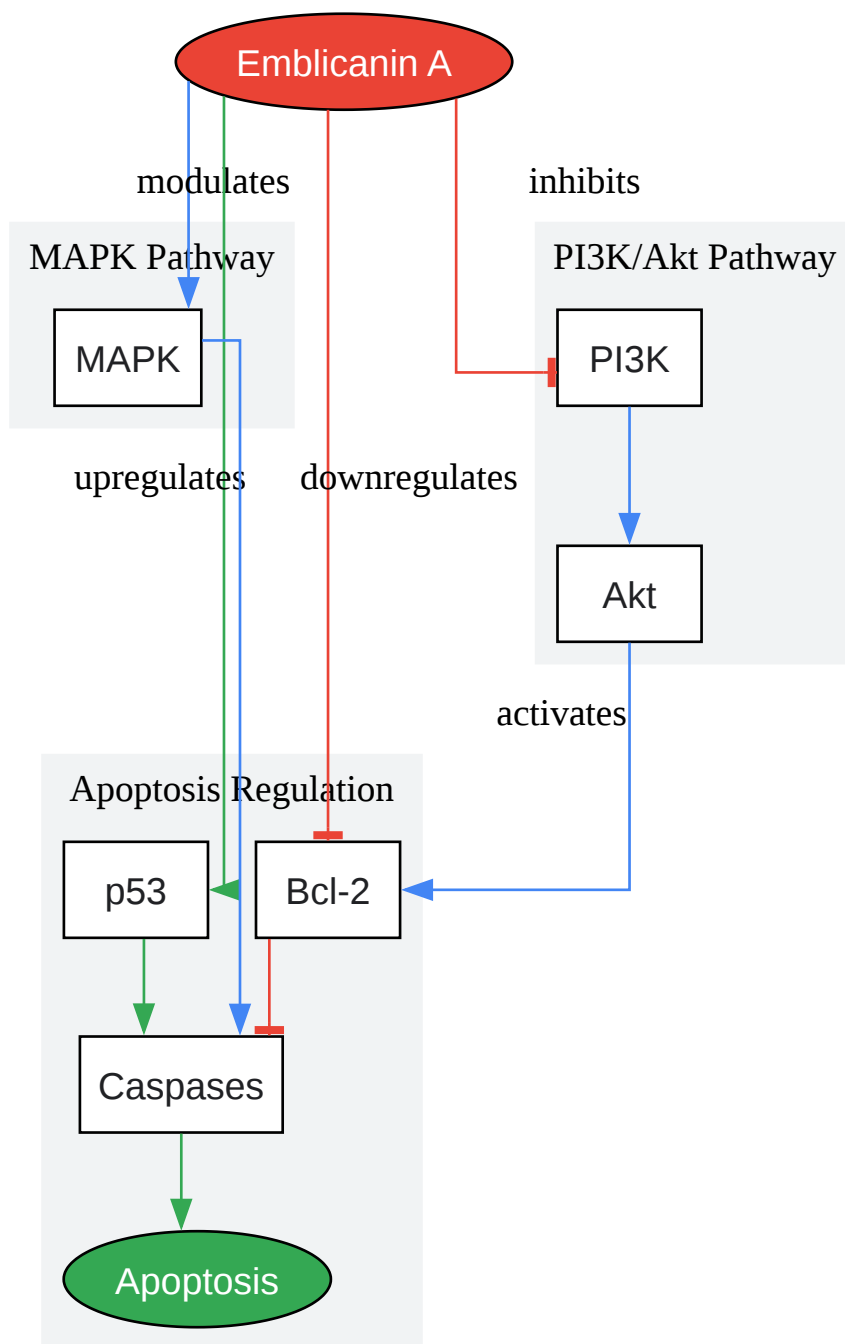 Emblicanin A
modulates
inhibits
MAPK Pathway
PI3K/Akt Pathway
MAPK
PI3K
upregulates
downregulates
Akt
activates
Apoptosis Regulation
p53
Bcl-2
Caspases
Apoptosis